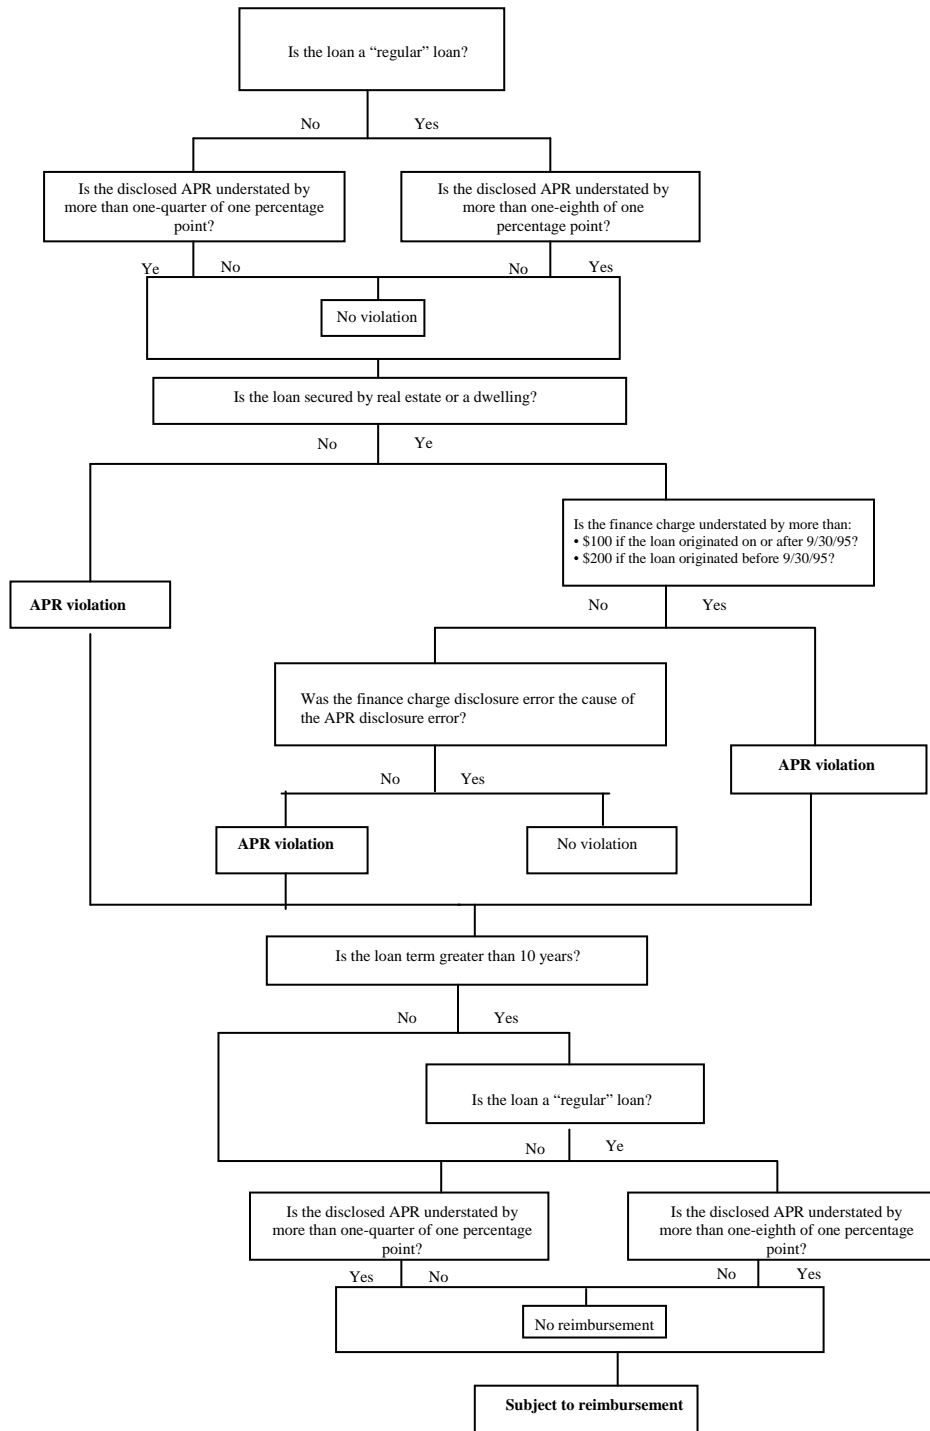 Is the loan a “regular” loan?
No Yes
Is the disclosed APR understated by
more than one-quarter of one percentage
point?
Is the disclosed APR understated by
more than one-eighth of one
percentage point?
Ye No No Yes
No violation
Is the loan secured by real estate or a dwelling?
No Ye
Is the finance charge understated by more than:
• $100 if the loan originated on or after 9/30/95?
• $200 if the loan originated before 9/30/95?
APR violation
No Yes
Was the finance charge disclosure error the cause of
the APR disclosure error?
APR violation
No Yes
APR violation
No violation
Is the loan term greater than 10 years?
No Yes
Is the loan a “regular” loan?
No Ye
Is the disclosed APR understated by
more than one-quarter of one percentage
point?
Is the disclosed APR understated by
more than one-eighth of one percentage
point?
Yes No No Yes
No reimbursement
Subject to reimbursement